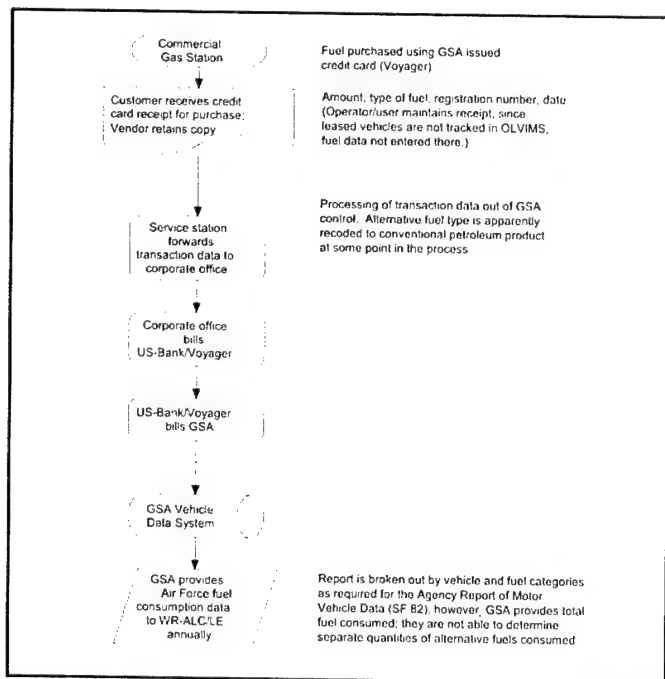 Commercial
Gas Station
Fuel purchased using GSA issued
credit card (Voyager)
Customer receives credit
card receipt for purchase;
Vendor retains copy
Amount, type of fuel, registration number, date
(Operator/user maintains receipt, since
leased vehicles are not tracked in OLVIMS,
fuel data not entered there.)
Processing of transaction data out of GSA
control. Alternative fuel type is apparently
recoded to conventional petroleum product
at some point in the process
Service station
forwards
transaction data to
corporate office
Corporate office
bills
US-Bank/Voyager
US-Bank/Voyager
bills GSA
GSA Vehicle
Data System
GSA provides
Air Force fuel
consumption data
to WR-ALC/LE
annually
Report is broken out by vehicle and fuel categories
as required for the Agency Report of Motor
Vehicle Data (SF 82), however, GSA provides total
fuel consumed; they are not able to determine
separate quantities of alternative fuels consumed